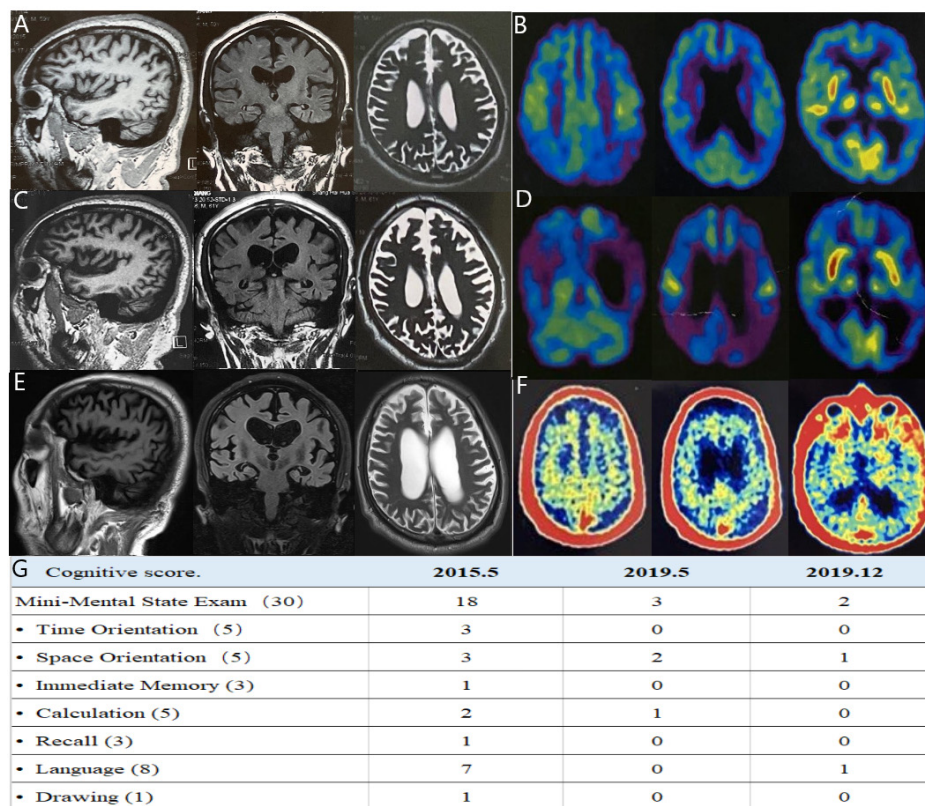 A
B
C
D
E
F
G Cognitive score. 2015.5 2019.5 2019.12
Mini-Mental State Exam (30) 18 3 2
• Time Orientation (5) 3 0 0
• Space Orientation (5) 3 2 1
• Immediate Memory (3) 1 0 0
• Calculation (5) 2 1 0
• Recall (3) 1 0 0
• Language (8) 7 0 1
• Drawing (1) 1 0 0